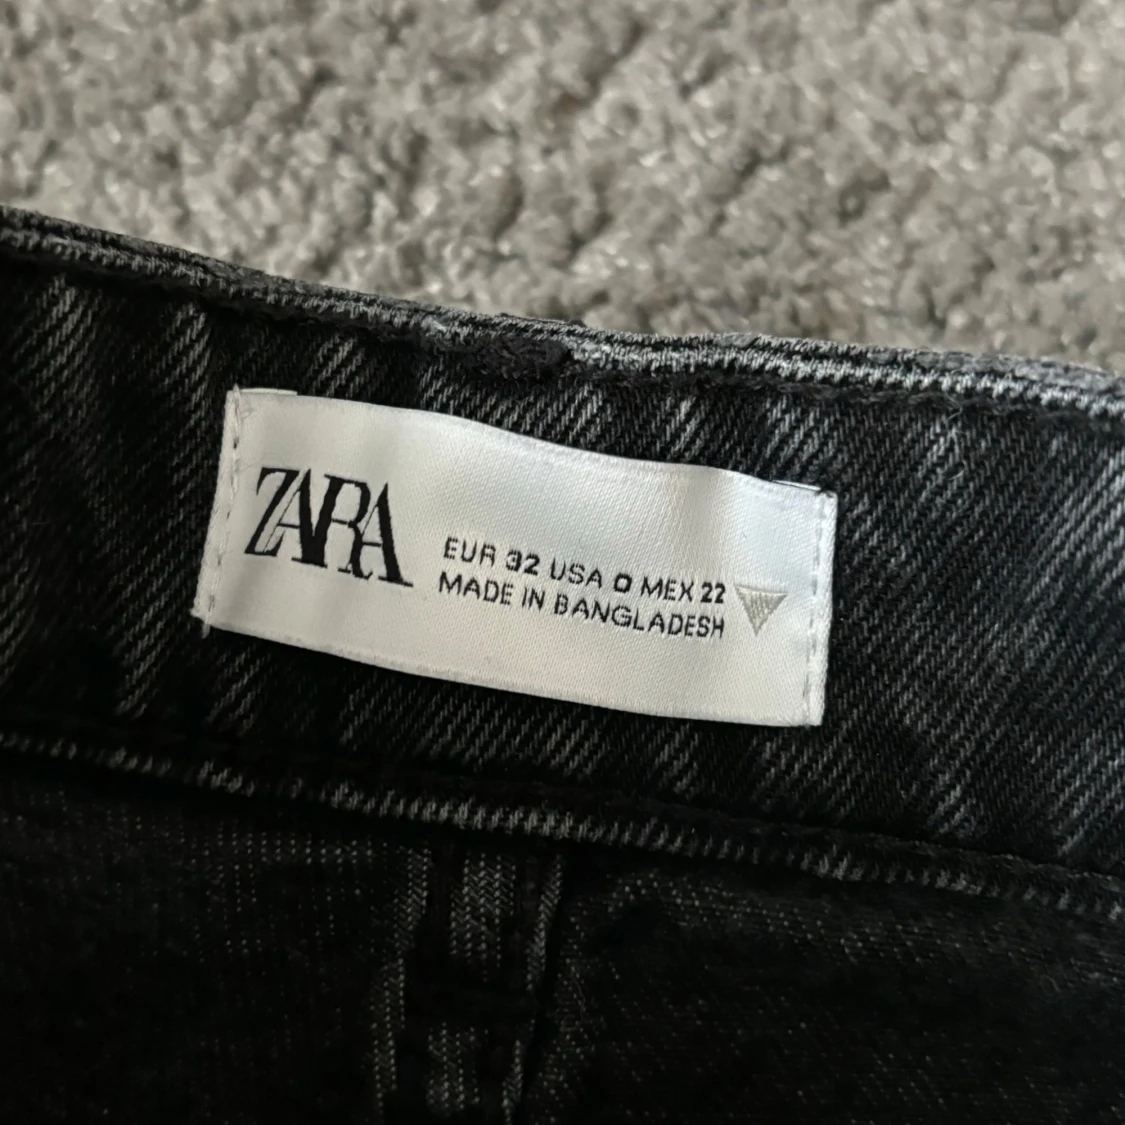 ZARA
EUR 32 USA 0 MEX 22
MADE IN BANGLADESH